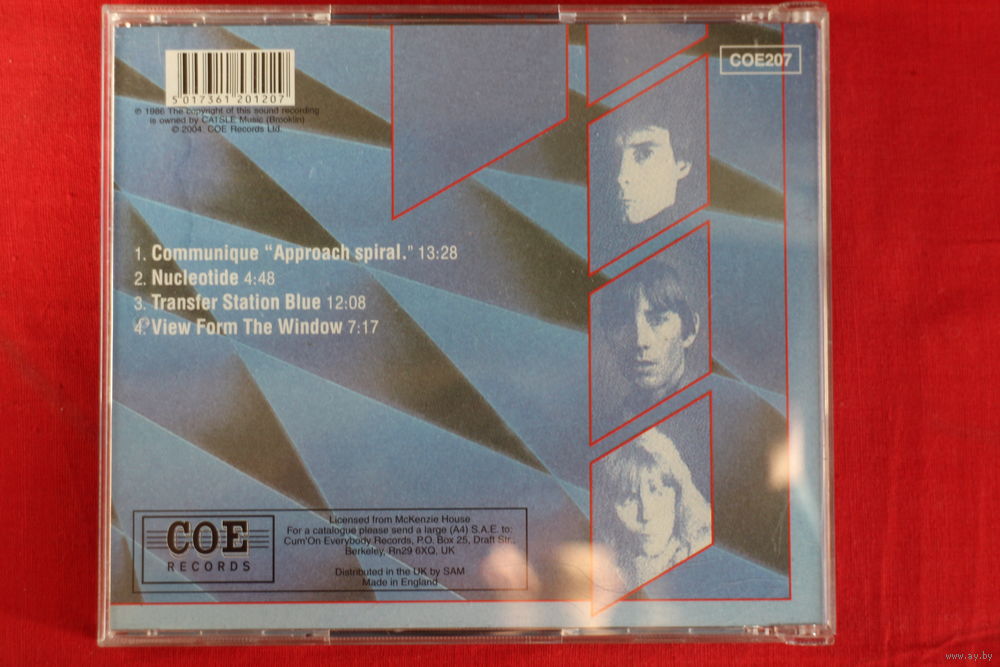 COE207
5 017361 201207
℗ 1986 The copyright of this sound recording
is owned by CATSLE Music (Brooklin)
© 2004. COE Records Ltd.
1. Communique “Approach spiral.” 13:28
2. Nucleotide 4:48
3. Transfer Station Blue 12:08
4. View Form The Window 7:17
COE
RECORDS
Licensed from McKenzie House
For a catalogue please send a large (A4) S.A.E. to:
Cum'On Everybody Records, P.O. Box 25, Draft Str.,
Berkeley, Rn29 6XQ, UK
Distributed in the UK by SAM
Made in England
www.ay.by